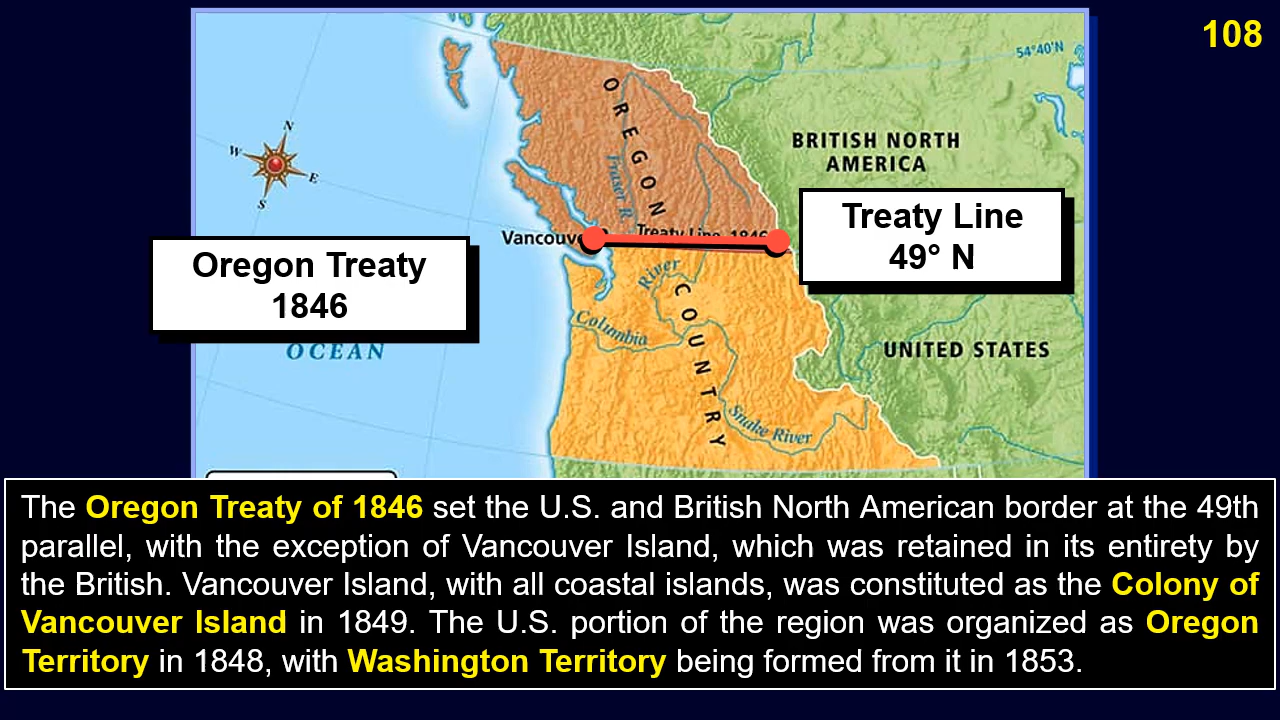 108
54°40'N
N
W
E
S
BRITISH NORTH
AMERICA
OREGON
Fraser R.
Treaty Line
49° N
Treaty Line 1846
Oregon Treaty
1846
River
COUNTRY
Columbia
OCEAN
UNITED STATES
Snake River
The Oregon Treaty of 1846 set the U.S. and British North American border at the 49th
parallel, with the exception of Vancouver Island, which was retained in its entirety by
the British. Vancouver Island, with all coastal islands, was constituted as the Colony of
Vancouver Island in 1849. The U.S. portion of the region was organized as Oregon
Territory in 1848, with Washington Territory being formed from it in 1853.